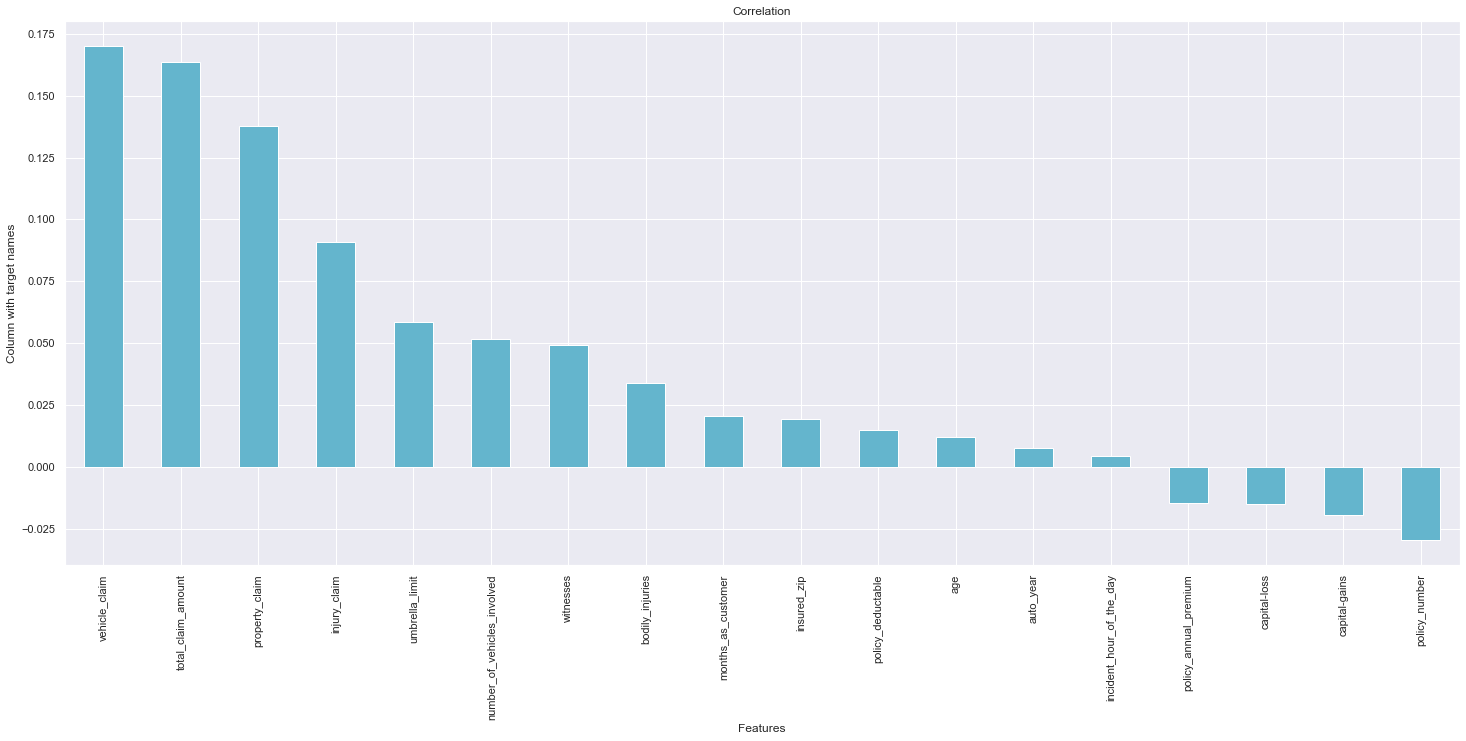 Correlation
0.175
0.150
0.125
0.100
0.075
0.050
0.025
0.000
−0.025
Column with target names
vehicle_claim
total_claim_amount
property_claim
injury_claim
umbrella_limit
number_of_vehicles_involved
witnesses
bodily_injuries
months_as_customer
insured_zip
policy_deductable
age
auto_year
incident_hour_of_the_day
policy_annual_premium
capital-loss
capital-gains
policy_number
Features